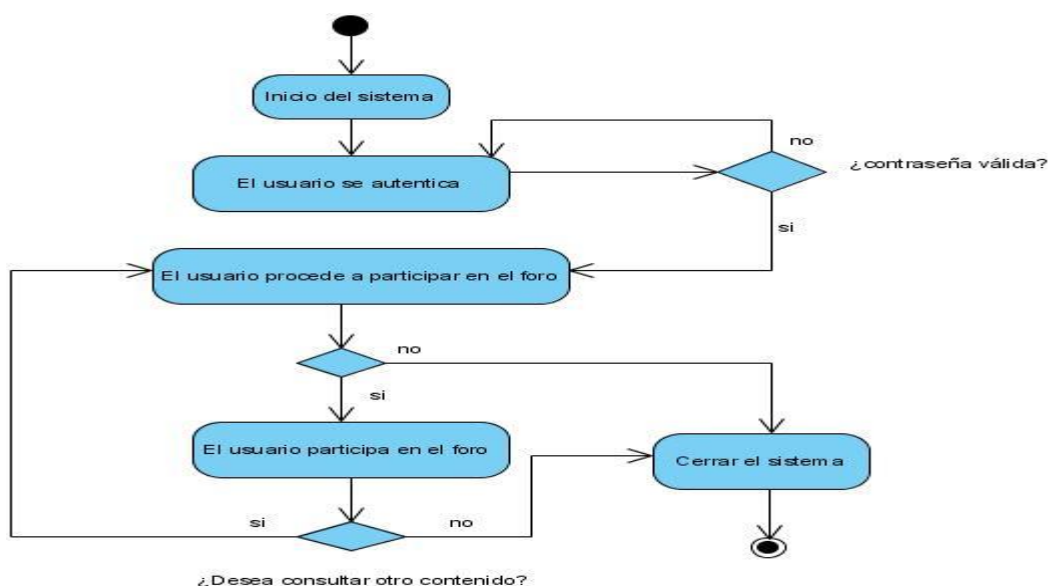 Inicio del sistema
no
¿contraseña válida?
El usuario se autentica
si
El usuario procede a participar en el foro
no
si
El usuario participa en el foro
Cerrar el sistema
si
no
¿Desea consultar otro contenido?